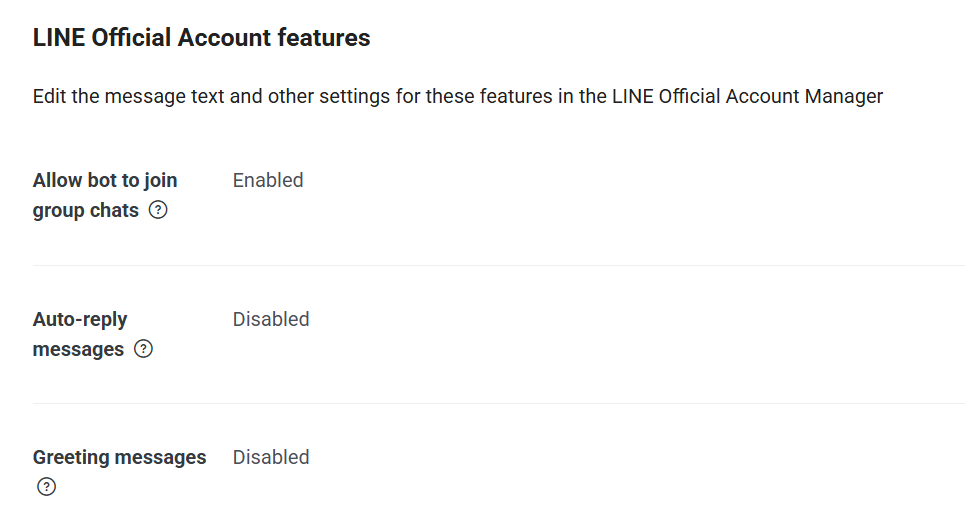 LINE Official Account features
Edit the message text and other settings for these features in the LINE Official Account Manager
Allow bot to join
group chats
Enabled
Auto-reply
messages
Disabled
Greeting messages
Disabled